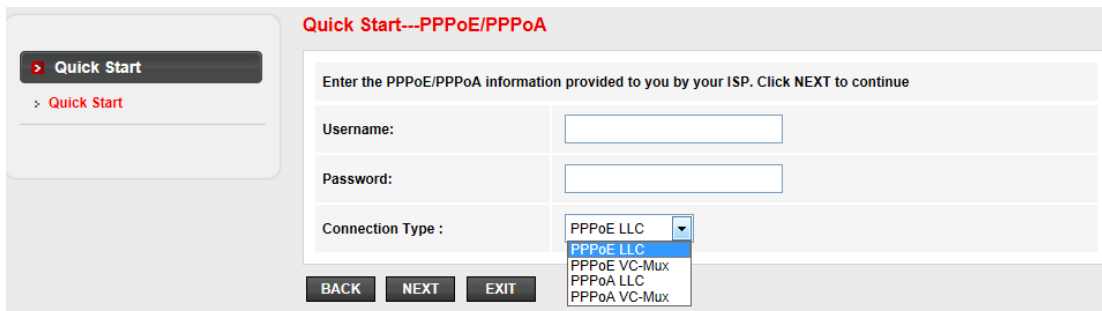 Quick Start---PPPoE/PPPoA
Quick Start
Quick Start
Enter the PPPoE/PPPoA information provided to you by your ISP. Click NEXT to continue
Username:
Password:
Connection Type :
PPPoE LLC
PPPoE LLC
PPPoE VC-Mux
PPPoA LLC
PPPoA VC-Mux
BACK
NEXT
EXIT